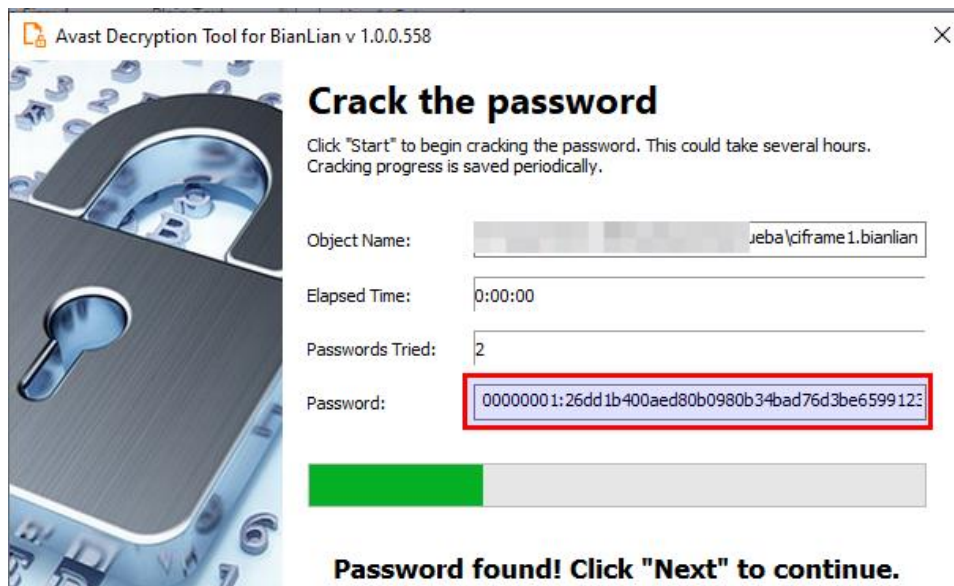 Avast Decryption Tool for BianLian v 1.0.0.558
Crack the password
Click "Start" to begin cracking the password. This could take several hours.
Cracking progress is saved periodically.
Object Name: ueba\ciframe1.bianlian
Elapsed Time: 0:00:00
Passwords Tried: 2
Password: 00000001:26dd1b400aed80b0980b34bad76d3be6599123
Password found! Click "Next" to continue.